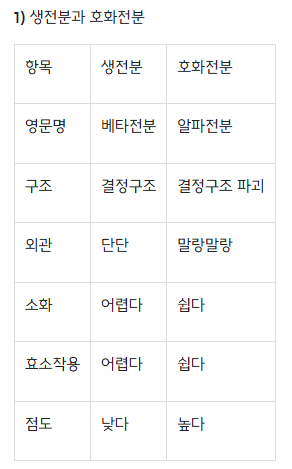 1) 생전분과 호화전분
항목 생전분 호화전분
영문명 베타전분 알파전분
구조 결정구조 결정구조 파괴
외관 단단 말랑말랑
소화 어렵다 쉽다
효소작용 어렵다 쉽다
점도 낮다 높다